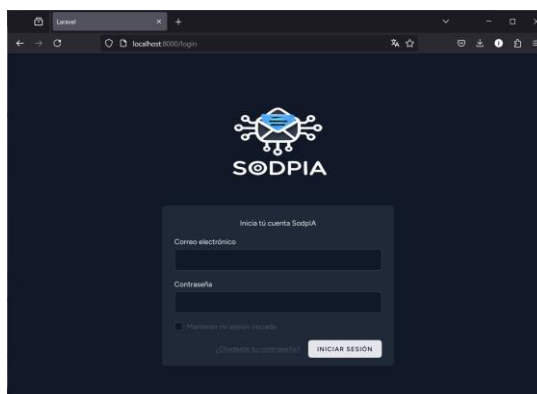 Laravel
localhost:8000/login
SODPIA
Inicia tú cuenta SodpIA
Correo electrónico
Contraseña
Mantener mi sesión iniciada
¿Olvidaste tu contraseña?
INICIAR SESIÓN